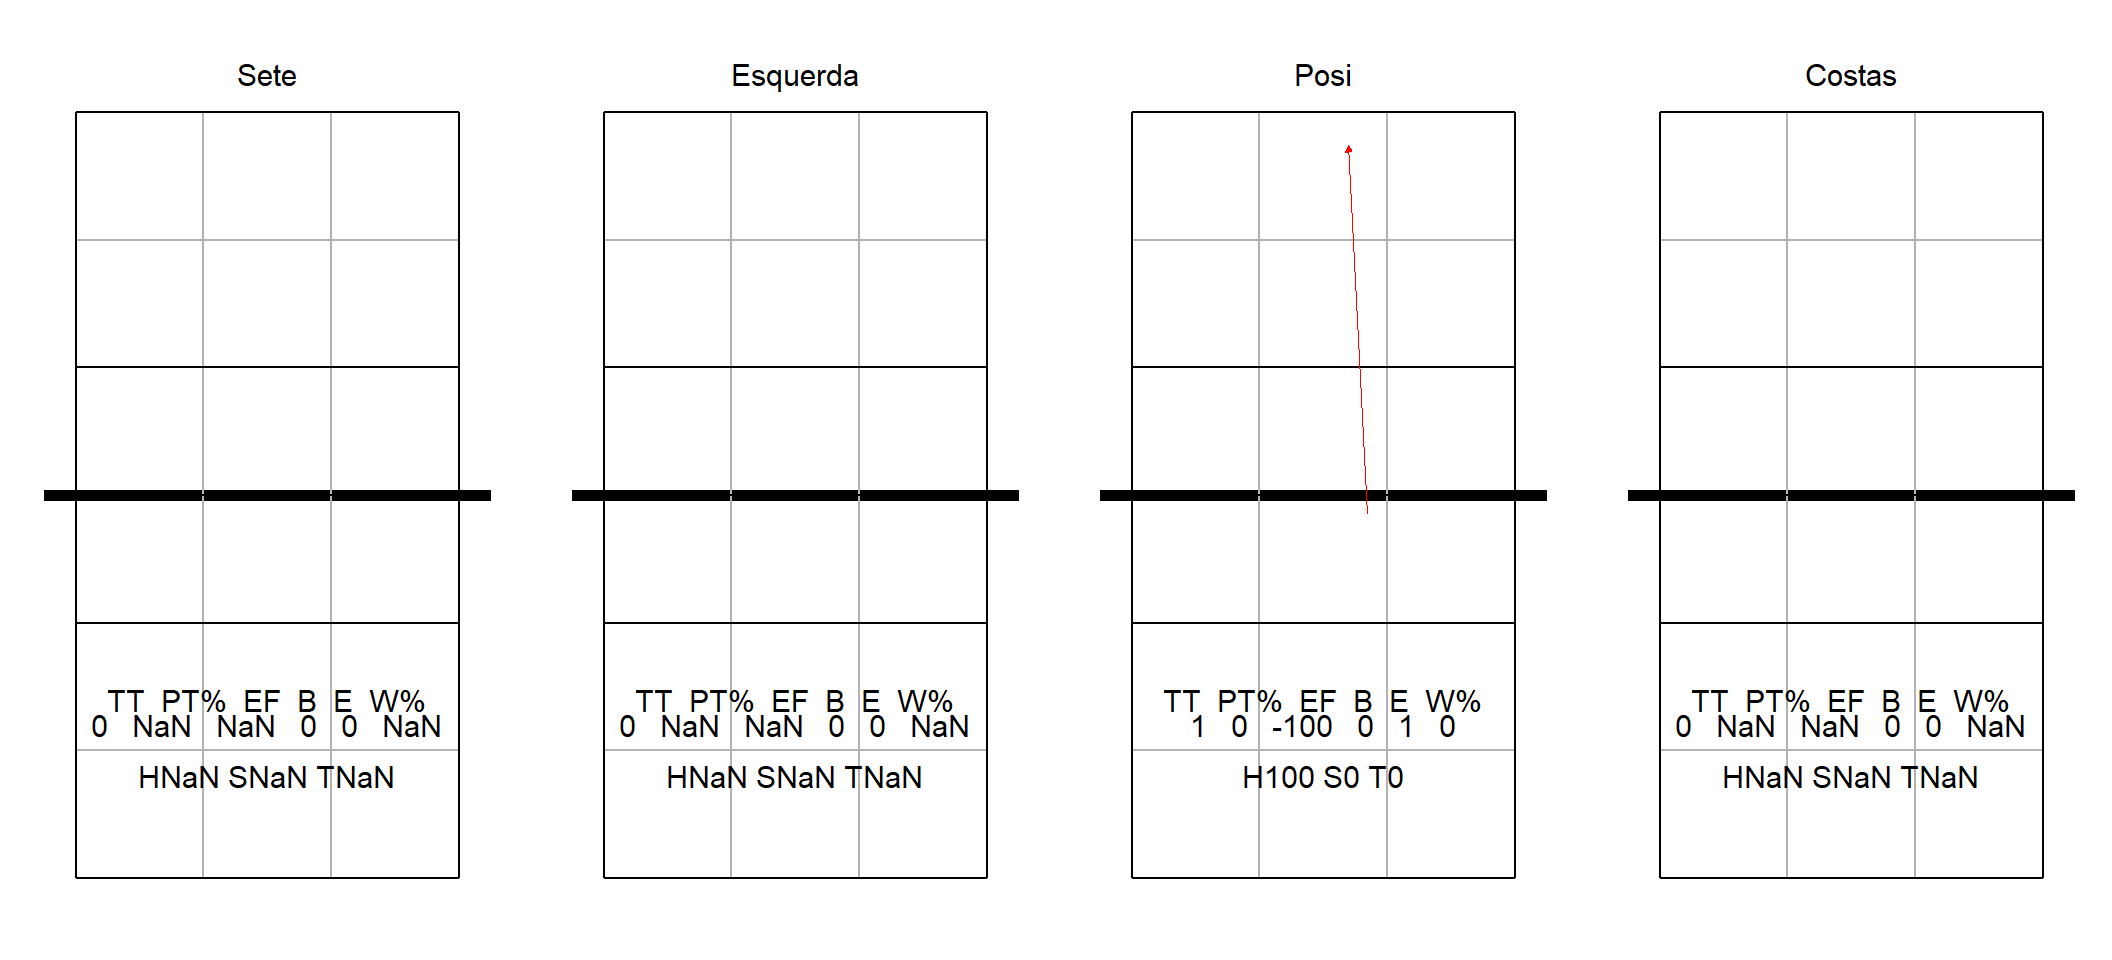 Sete
Esquerda
Posi
Costas
TT PT% EF B E W%
0 NaN NaN 0 0 NaN
HNaN SNaN TNaN
TT PT% EF B E W%
0 NaN NaN 0 0 NaN
HNaN SNaN TNaN
TT PT% EF B E W%
1 0 -100 0 1 0
H100 S0 T0
TT PT% EF B E W%
0 NaN NaN 0 0 NaN
HNaN SNaN TNaN